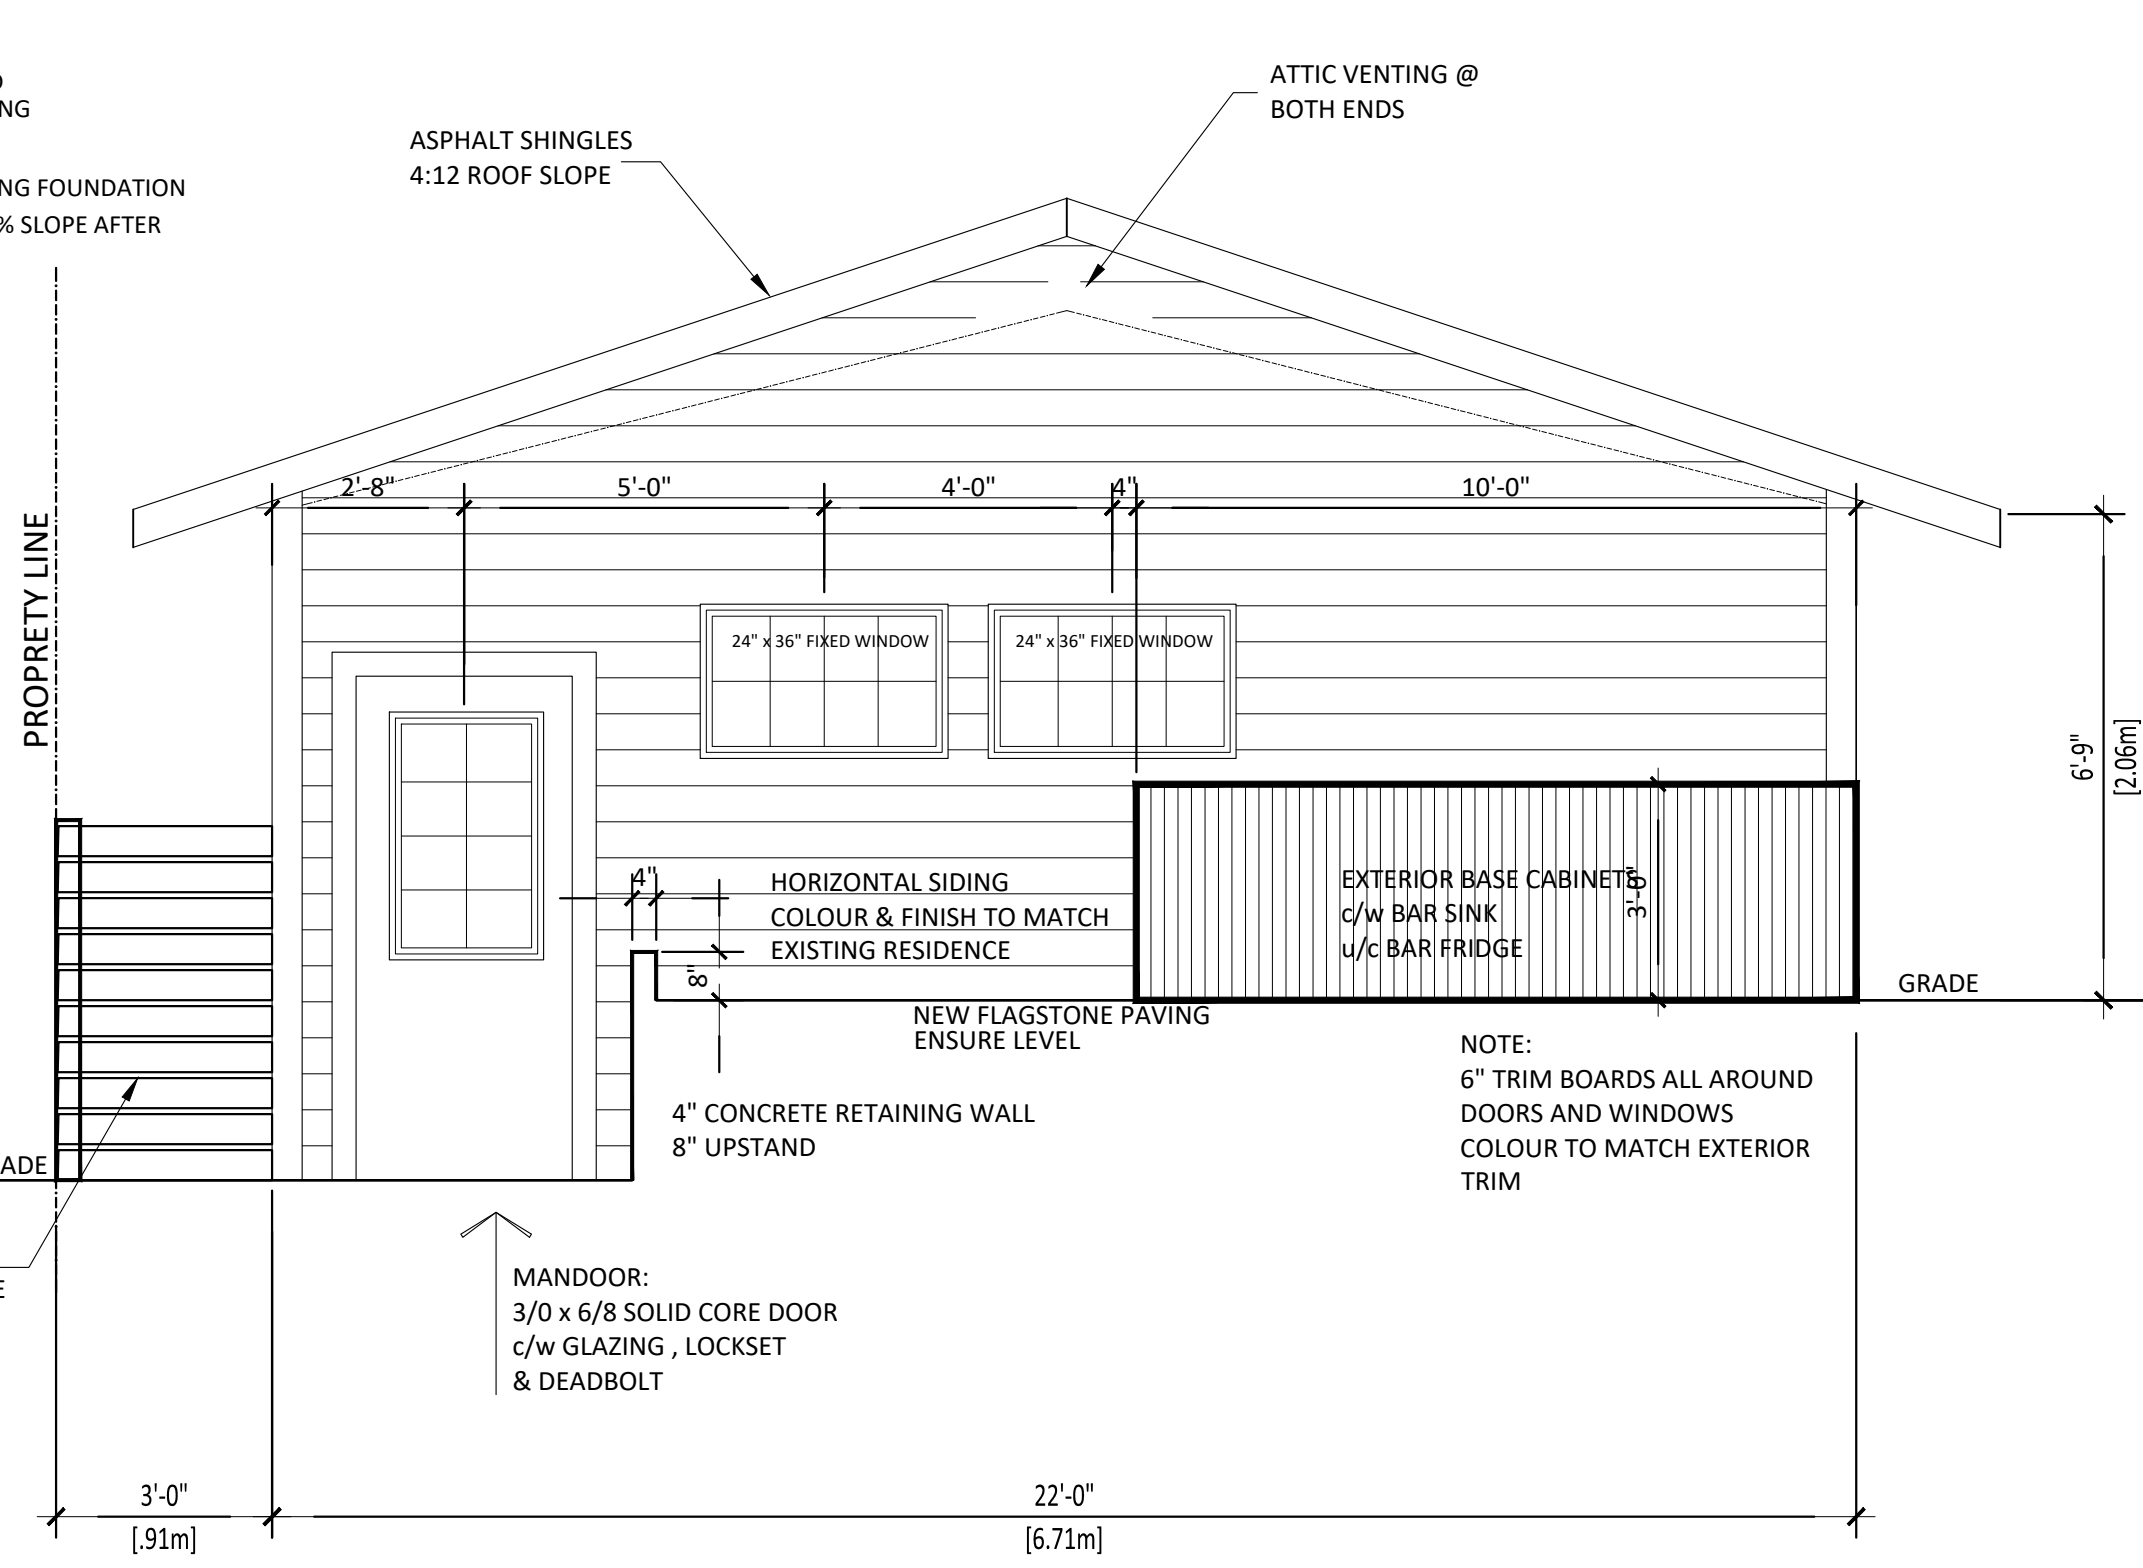 ATTIC VENTING @
BOTH ENDS
NG
ASPHALT SHINGLES
4:12 ROOF SLOPE
NG FOUNDATION
% SLOPE AFTER
PROPRETY LINE
2'-8"
5'-0"
4'-0"
4"
10'-0"
24" x 36" FIXED WINDOW
24" x 36" FIXED WINDOW
6'-9"
[2.06m]
4"
8"
HORIZONTAL SIDING
COLOUR & FINISH TO MATCH
EXISTING RESIDENCE
EXTERIOR BASE CABINETS
c/w BAR SINK
u/c BAR FRIDGE
3'-0"
GRADE
NEW FLAGSTONE PAVING
ENSURE LEVEL
NOTE:
6" TRIM BOARDS ALL AROUND
DOORS AND WINDOWS
COLOUR TO MATCH EXTERIOR
TRIM
4" CONCRETE RETAINING WALL
8" UPSTAND
ADE
E
MANDOOR:
3/0 x 6/8 SOLID CORE DOOR
c/w GLAZING , LOCKSET
& DEADBOLT
3'-0"
[.91m]
22'-0"
[6.71m]